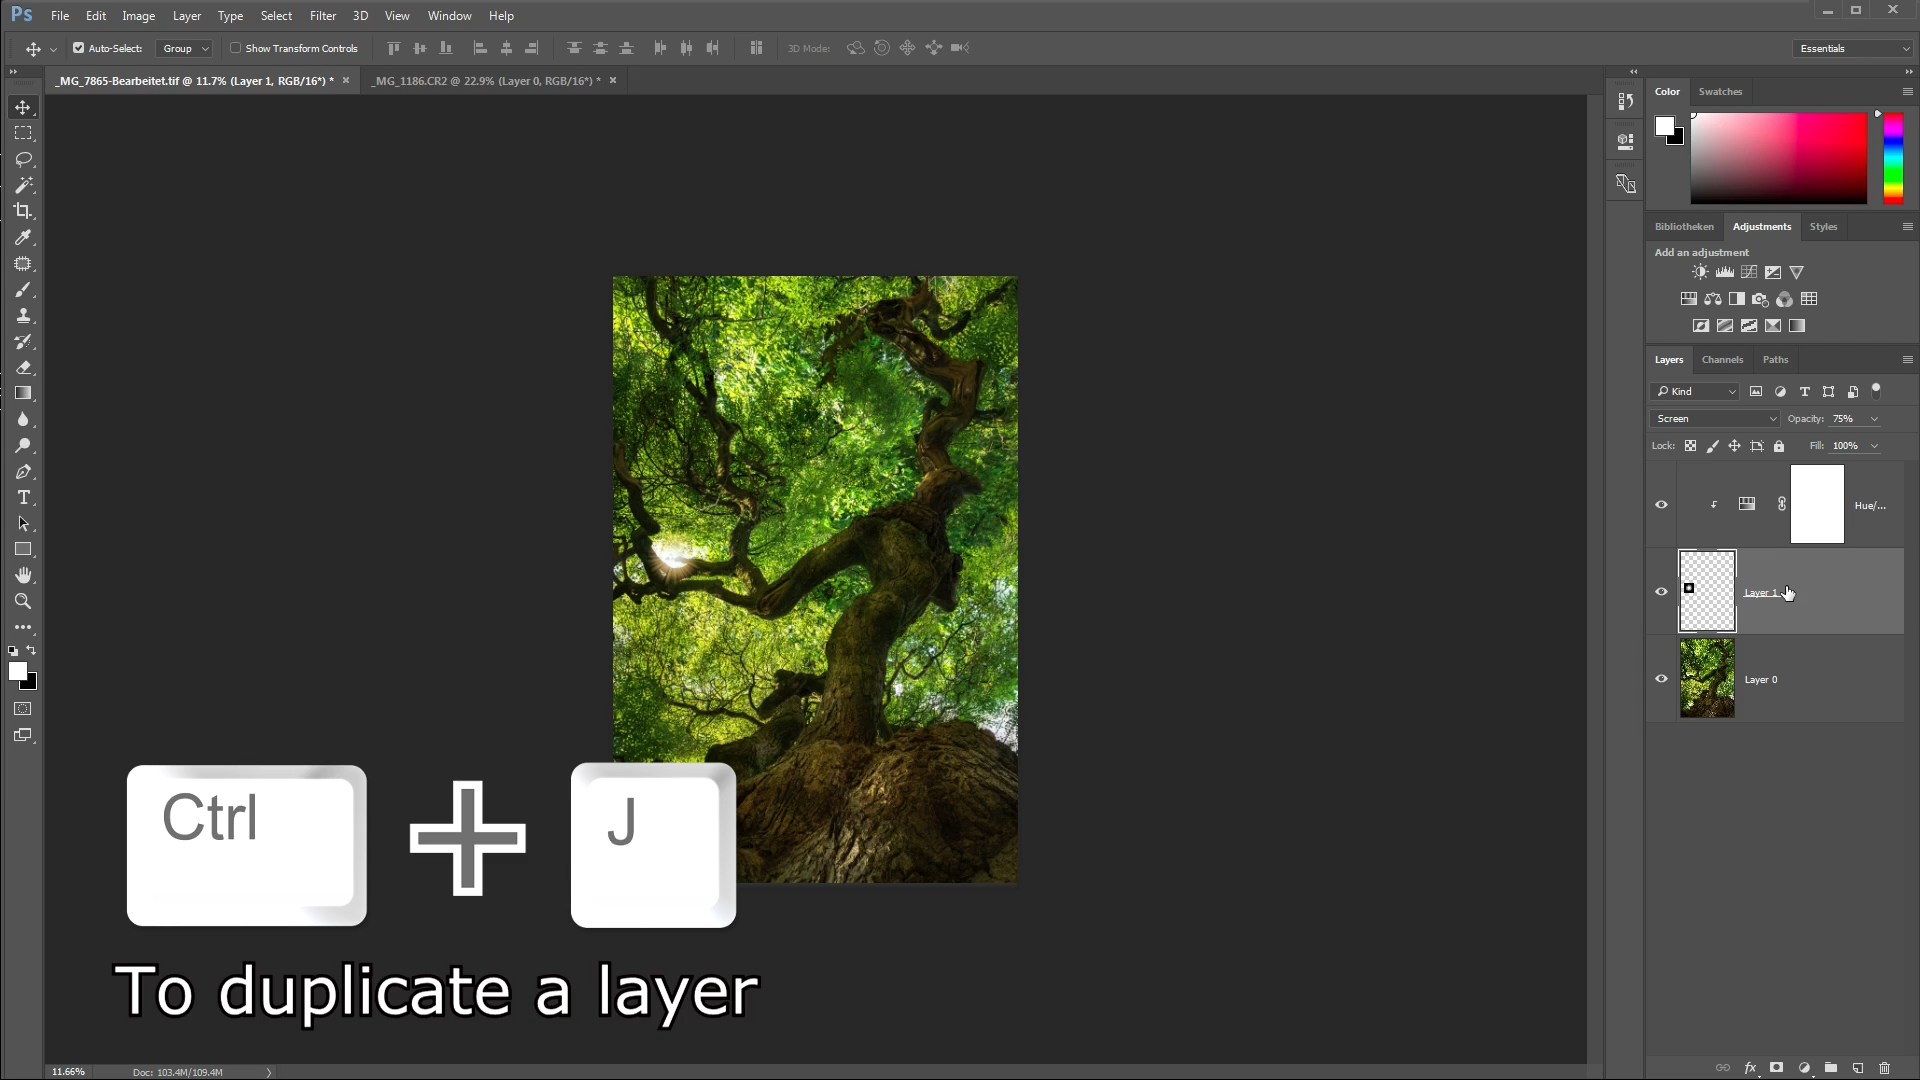 Ps File Edit Image Layer Type Select Filter 3D View Window Help
Auto-Select: Group Show Transform Controls 3D Mode: Essentials
_MG_7865-Bearbeitet.tif @ 11.7% (Layer 1, RGB/16*) * _MG_1186.CR2 @ 22.9% (Layer 0, RGB/16*) *
Color Swatches
Bibliotheken Adjustments Styles
Add an adjustment
Layers Channels Paths
Kind
Screen Opacity: 75%
Lock: Fill: 100%
Hue/...
Layer 1
Layer 0
Ctrl + J
To duplicate a layer
11.66% Doc: 103.4M/109.4M
fx